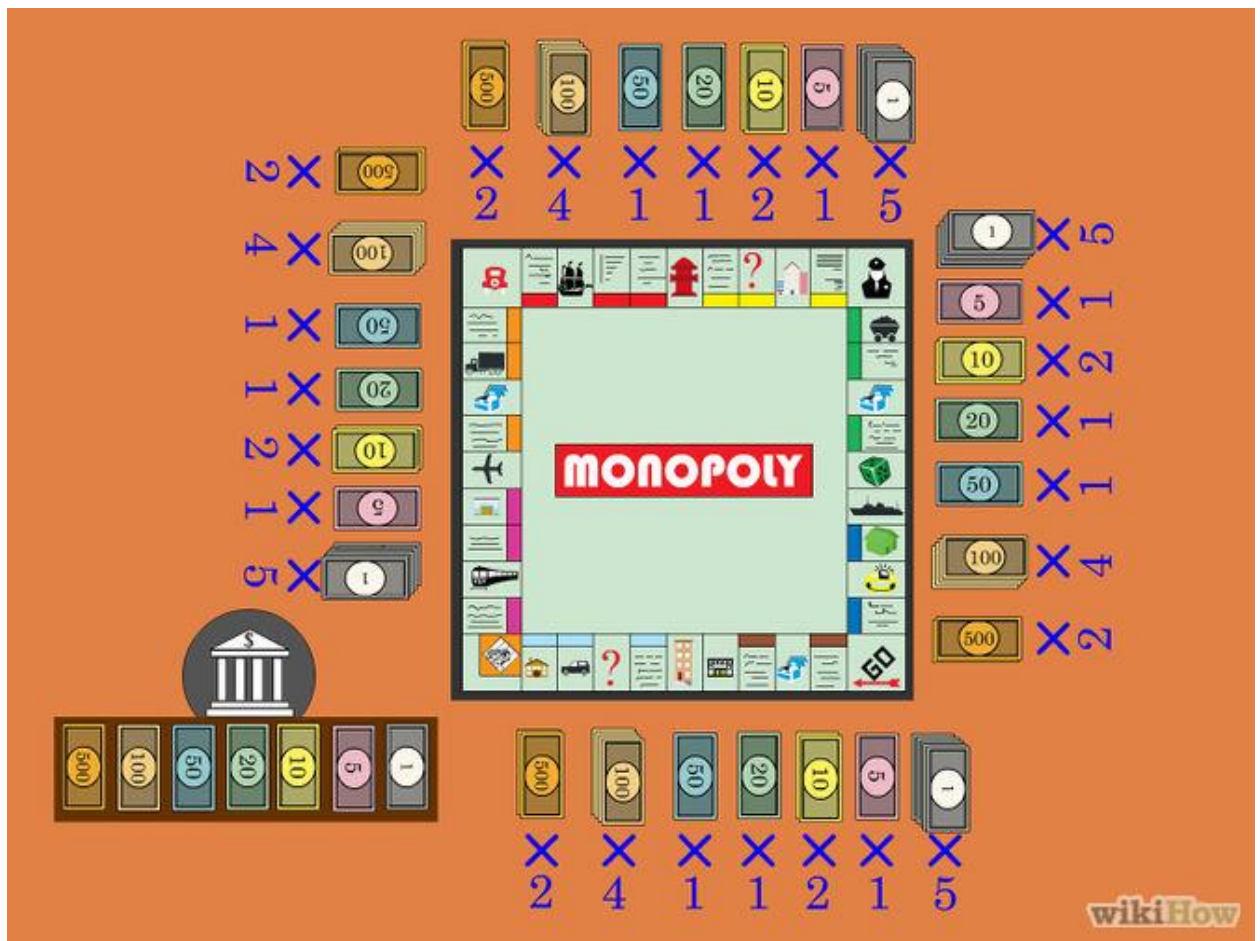 500 100 50 20 10 5 1
× × × × × × ×
2 4 1 1 2 1 5
500 × 2
100 × 4
50 × 1
20 × 1
10 × 2
5 × 1
1 × 5
?
MONOPOLY
?
GO
1 × 5
5 × 1
10 × 2
20 × 1
50 × 1
100 × 4
500 × 2
$
500 100 50 20 10 5 1
500 100 50 20 10 5 1
× × × × × × ×
2 4 1 1 2 1 5
wikiHow